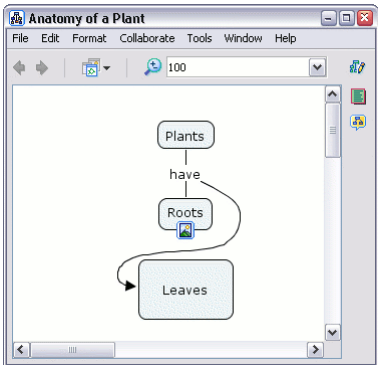 Anatomy of a Plant
File Edit Format Collaborate Tools Window Help
100
Plants
have
Roots
Leaves